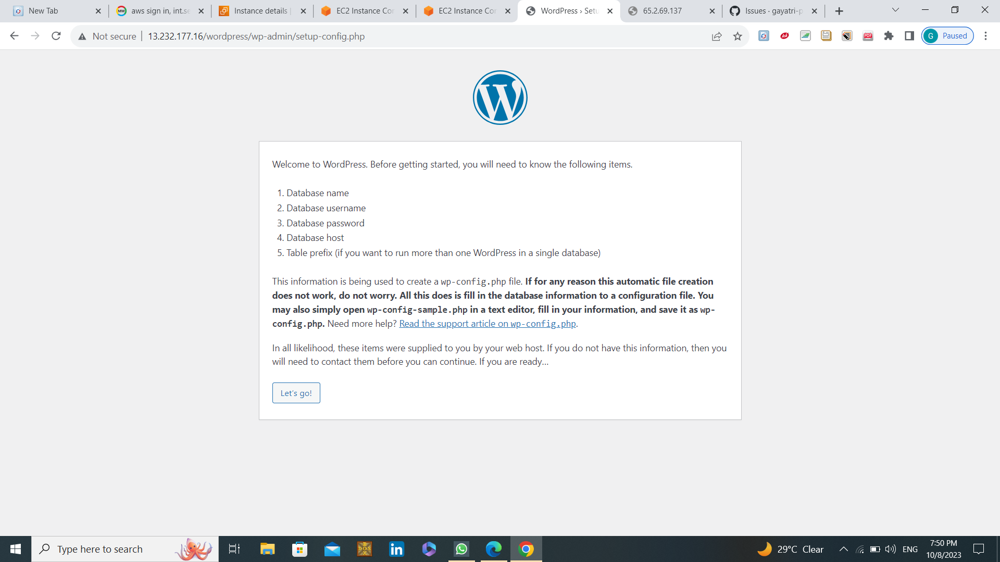 New Tab
aws sign in, int.se
Instance details |
EC2 Instance Con
EC2 Instance Con
WordPress › Setu
65.2.69.137
Issues · gayatri-p
Not secure
13.232.177.16/wordpress/wp-admin/setup-config.php
Ask
PDF
G
Paused
W
Welcome to WordPress. Before getting started, you will need to know the following items.
1. Database name
2. Database username
3. Database password
4. Database host
5. Table prefix (if you want to run more than one WordPress in a single database)
This information is being used to create a wp-config.php file. If for any reason this automatic file creation
does not work, do not worry. All this does is fill in the database information to a configuration file. You
may also simply open wp-config-sample.php in a text editor, fill in your information, and save it as wp-
config.php. Need more help? Read the support article on wp-config.php.
In all likelihood, these items were supplied to you by your web host. If you do not have this information, then you
will need to contact them before you can continue. If you are ready…
Let's go!
Type here to search
29°C Clear
ENG
7:50 PM
10/8/2023